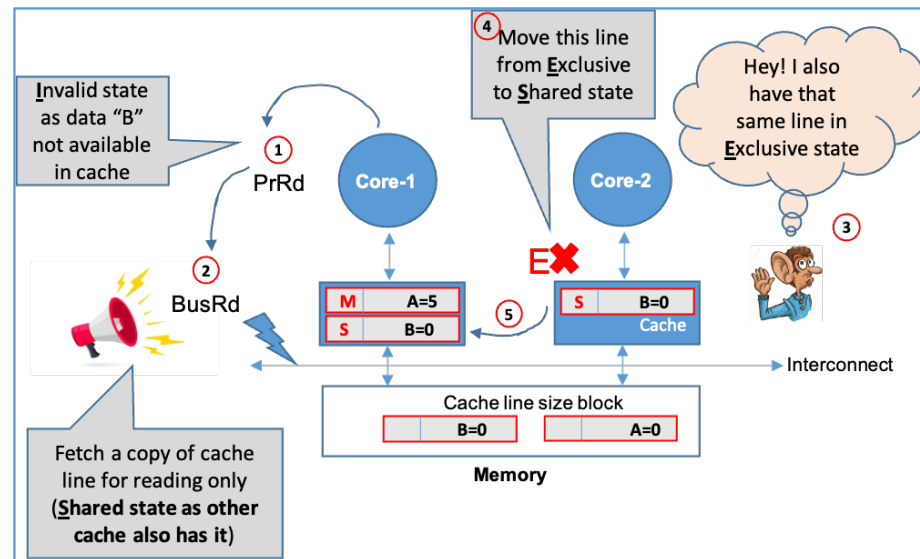 Invalid state
as data “B”
not available
in cache
1
PrRd
2
BusRd
Fetch a copy of cache
line for reading only
(Shared state as other
cache also has it)
Core-1
4
Move this line
from Exclusive
to Shared state
Core-2
Hey! I also
have that
same line in
Exclusive state
3
E
M A=5
S B=0
5
S B=0
Cache
Interconnect
Cache line size block
B=0
A=0
Memory